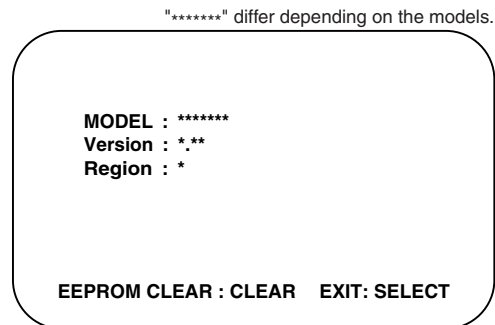 "*******" differ depending on the models.
MODEL : *******
Version : *.**
Region : *
EEPROM CLEAR : CLEAR EXIT: SELECT